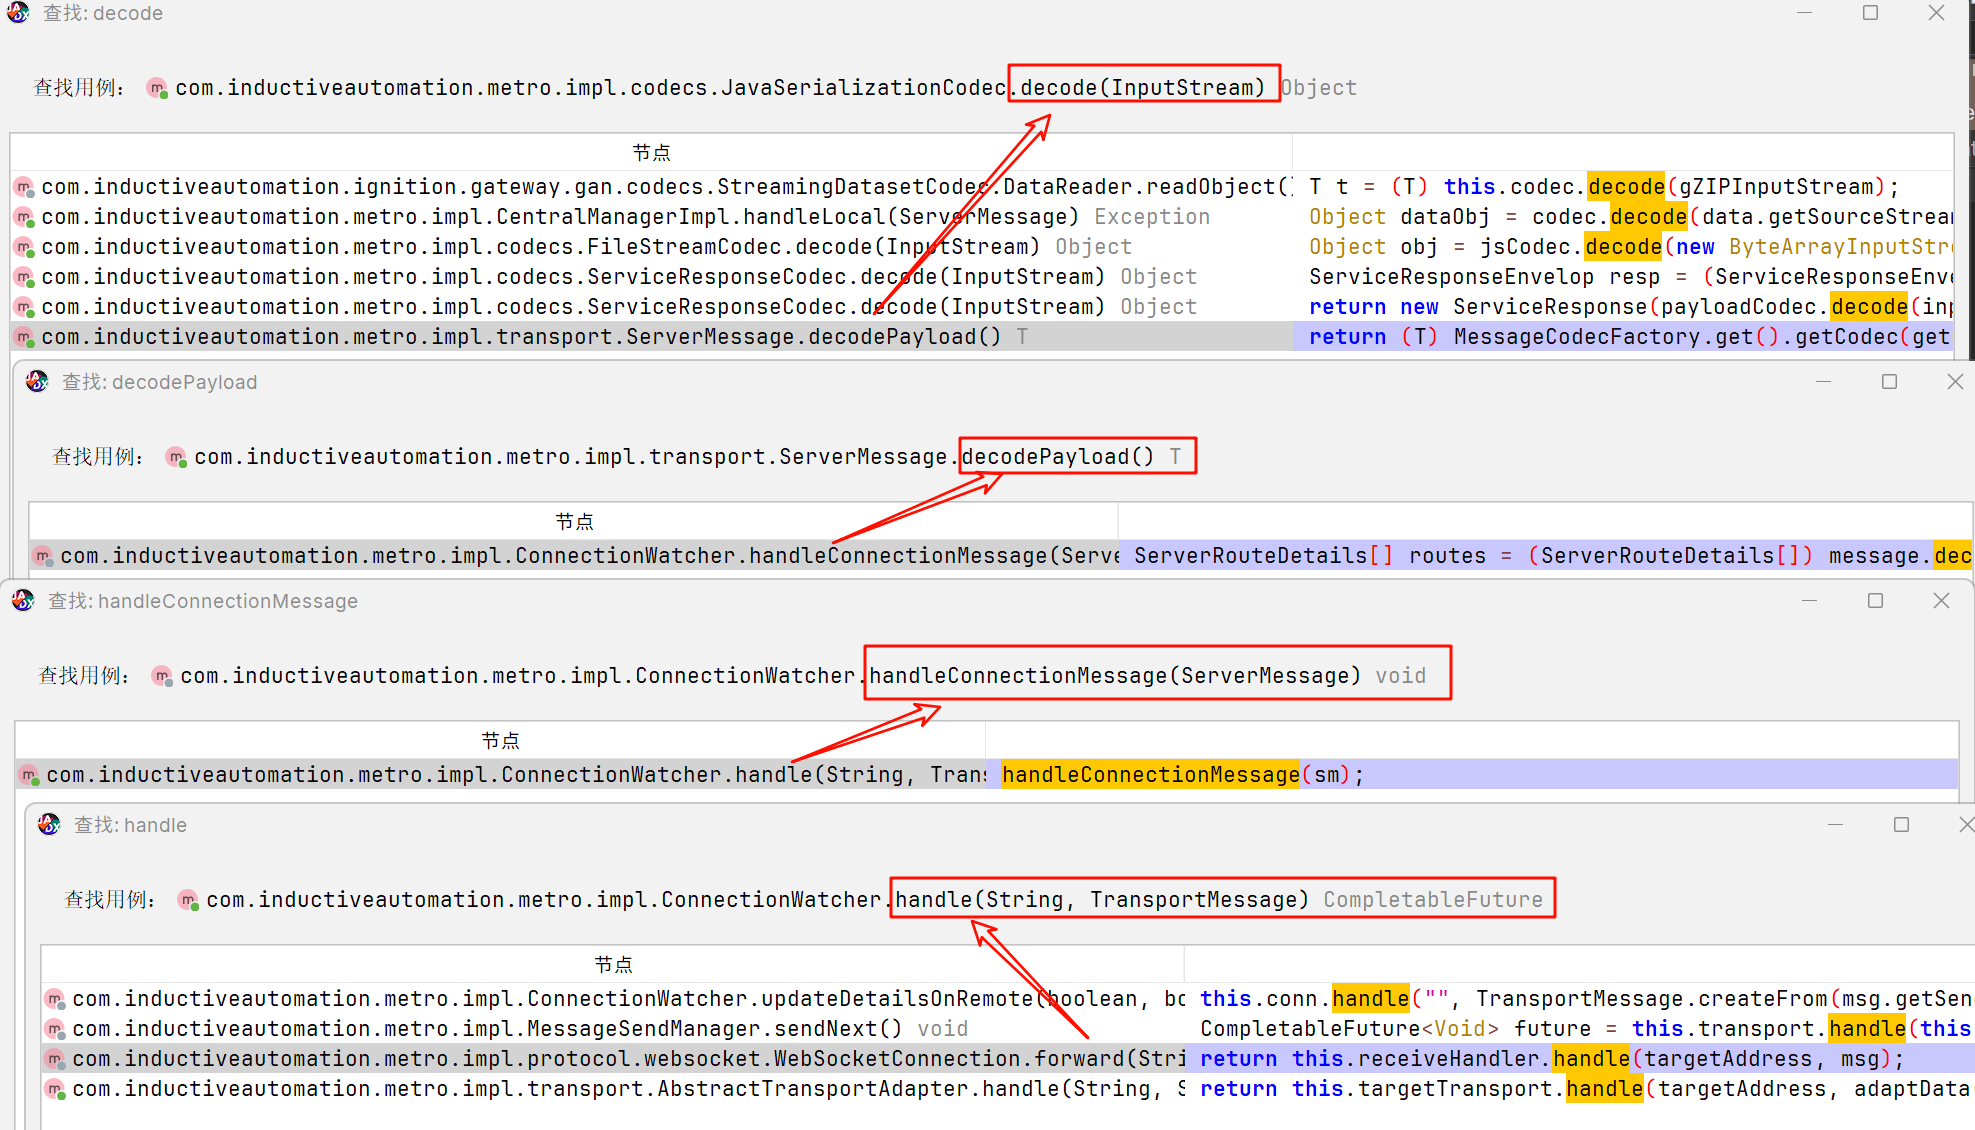 查找: decode
查找用例: com.inductiveautomation.metro.impl.codecs.JavaSerializationCodec.decode(InputStream) Object
节点
com.inductiveautomation.ignition.gateway.gan.codecs.StreamingDatasetCodec.DataReader.readObject() T t = (T) this.codec.decode(gZIPInputStream);
com.inductiveautomation.metro.impl.CentralManagerImpl.handleLocal(ServerMessage) Exception Object dataObj = codec.decode(data.getSourceStrea
com.inductiveautomation.metro.impl.codecs.FileStreamCodec.decode(InputStream) Object Object obj = jsCodec.decode(new ByteArrayInputStr
com.inductiveautomation.metro.impl.codecs.ServiceResponseCodec.decode(InputStream) Object ServiceResponseEnvelop resp = (ServiceResponseEnve
com.inductiveautomation.metro.impl.codecs.ServiceResponseCodec.decode(InputStream) Object return new ServiceResponse(payloadCodec.decode(inp
com.inductiveautomation.metro.impl.transport.ServerMessage.decodePayload() T return (T) MessageCodecFactory.get().getCodec(get
查找: decodePayload
查找用例: com.inductiveautomation.metro.impl.transport.ServerMessage.decodePayload() T
节点
com.inductiveautomation.metro.impl.ConnectionWatcher.handleConnectionMessage(Serve ServerRouteDetails[] routes = (ServerRouteDetails[]) message.dec
查找: handleConnectionMessage
查找用例: com.inductiveautomation.metro.impl.ConnectionWatcher.handleConnectionMessage(ServerMessage) void
节点
com.inductiveautomation.metro.impl.ConnectionWatcher.handle(String, Trans handleConnectionMessage(sm);
查找: handle
查找用例: com.inductiveautomation.metro.impl.ConnectionWatcher.handle(String, TransportMessage) CompletableFuture
节点
com.inductiveautomation.metro.impl.ConnectionWatcher.updateDetailsOnRemote(boolean, bo this.conn.handle("", TransportMessage.createFrom(msg.getSen
com.inductiveautomation.metro.impl.MessageSendManager.sendNext() void CompletableFuture<Void> future = this.transport.handle(this
com.inductiveautomation.metro.impl.protocol.websocket.WebSocketConnection.forward(Stri return this.receiveHandler.handle(targetAddress, msg);
com.inductiveautomation.metro.impl.transport.AbstractTransportAdapter.handle(String, S return this.targetTransport.handle(targetAddress, adaptData